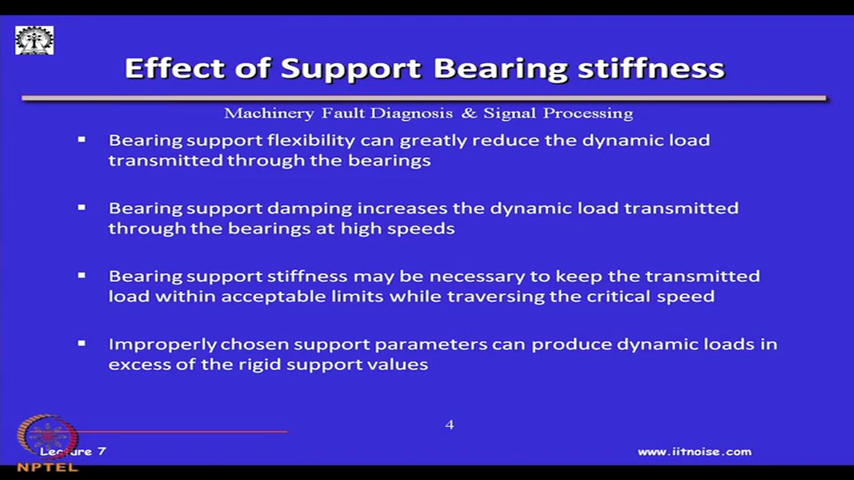 Effect of Support Bearing stiffness
Machinery Fault Diagnosis & Signal Processing
Bearing support flexibility can greatly reduce the dynamic load
transmitted through the bearings
Bearing support damping increases the dynamic load transmitted
through the bearings at high speeds
Bearing support stiffness may be necessary to keep the transmitted
load within acceptable limits while traversing the critical speed
Improperly chosen support parameters can produce dynamic loads in
excess of the rigid support values
4
Lecture 7
www.iitnoise.com
NPTEL